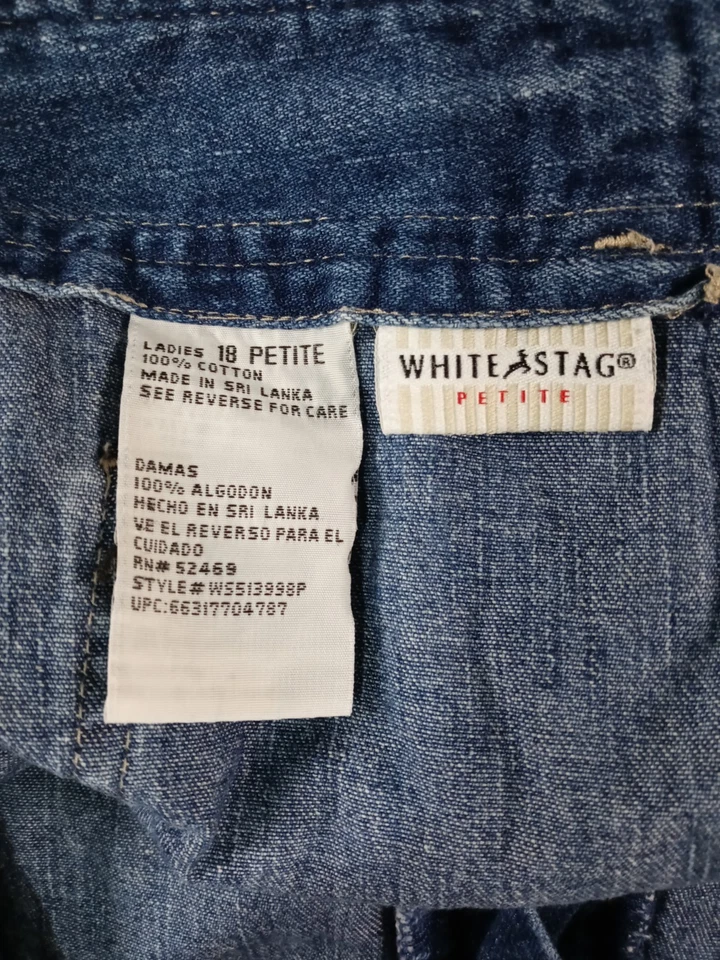 LADIES 18 PETITE
100% COTTON
MADE IN SRI LANKA
SEE REVERSE FOR CARE
DAMAS
100% ALGODON
HECHO EN SRI LANKA
VE EL REVERSO PARA EL
CUIDADO
RN# 52469
STYLE# WS513998P
UPC:66317704787
WHITE STAG®
PETITE